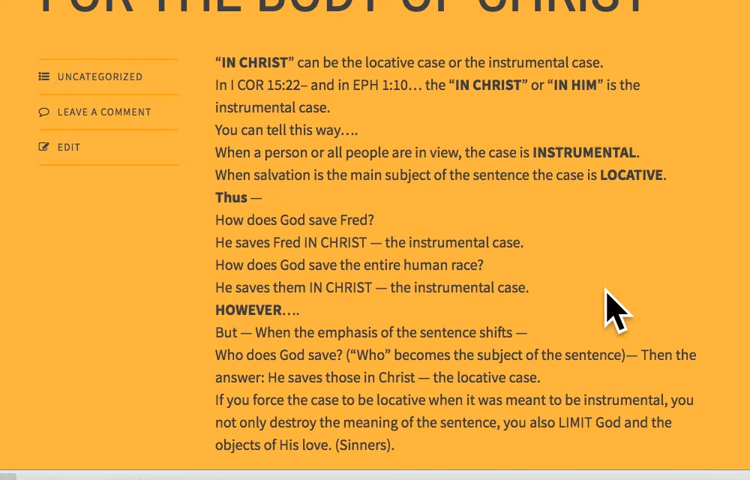 FOR THE BODY OF CHRIST
UNCATEGORIZED
LEAVE A COMMENT
EDIT
“IN CHRIST” can be the locative case or the instrumental case.
In I COR 15:22– and in EPH 1:10… the “IN CHRIST” or “IN HIM” is the
instrumental case.
You can tell this way….
When a person or all people are in view, the case is INSTRUMENTAL.
When salvation is the main subject of the sentence the case is LOCATIVE.
Thus —
How does God save Fred?
He saves Fred IN CHRIST — the instrumental case.
How does God save the entire human race?
He saves them IN CHRIST — the instrumental case.
HOWEVER….
But — When the emphasis of the sentence shifts —
Who does God save? (“Who” becomes the subject of the sentence)— Then the
answer: He saves those in Christ — the locative case.
If you force the case to be locative when it was meant to be instrumental, you
not only destroy the meaning of the sentence, you also LIMIT God and the
objects of His love. (Sinners).